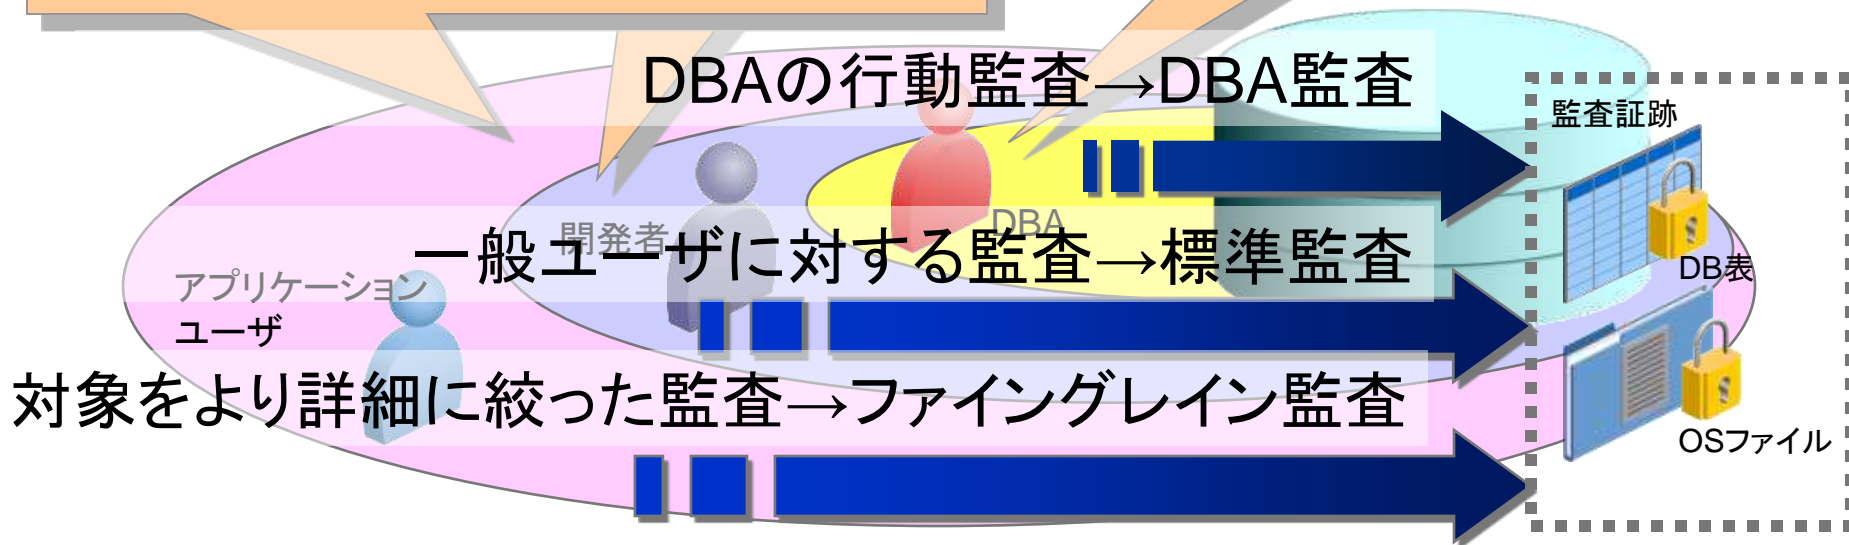 DBAの行動監査→DBA監査
監査証跡
DBA
開発者
一般ユーザに対する監査→標準監査
DB表
アプリケーション
ユーザ
対象をより詳細に絞った監査→ファイングレイン監査
OSファイル